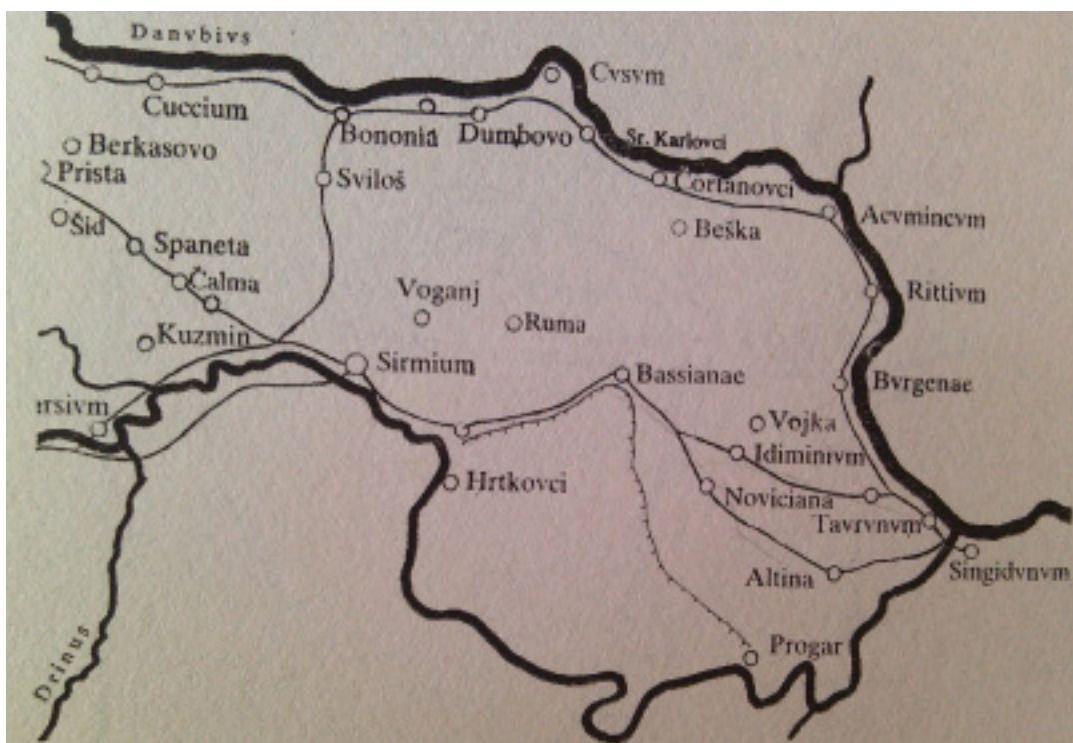 Danvbivs
Cvsvm
Cuccium
Bononia
Dumbovo
Sr. Karlovci
Berkasovo
Prista
Sviloš
Čortanovci
Šid
Acvmincvm
Spaneta
Beška
Čalma
Voganj
Rittivm
Kuzmin
Ruma
Sirmium
Bassianae
Bvrgenae
Vojka
Idiminivm
Hrtkovci
Noviciana
Tavrvnvm
Altina
Singidvnvm
Progar
Drinus